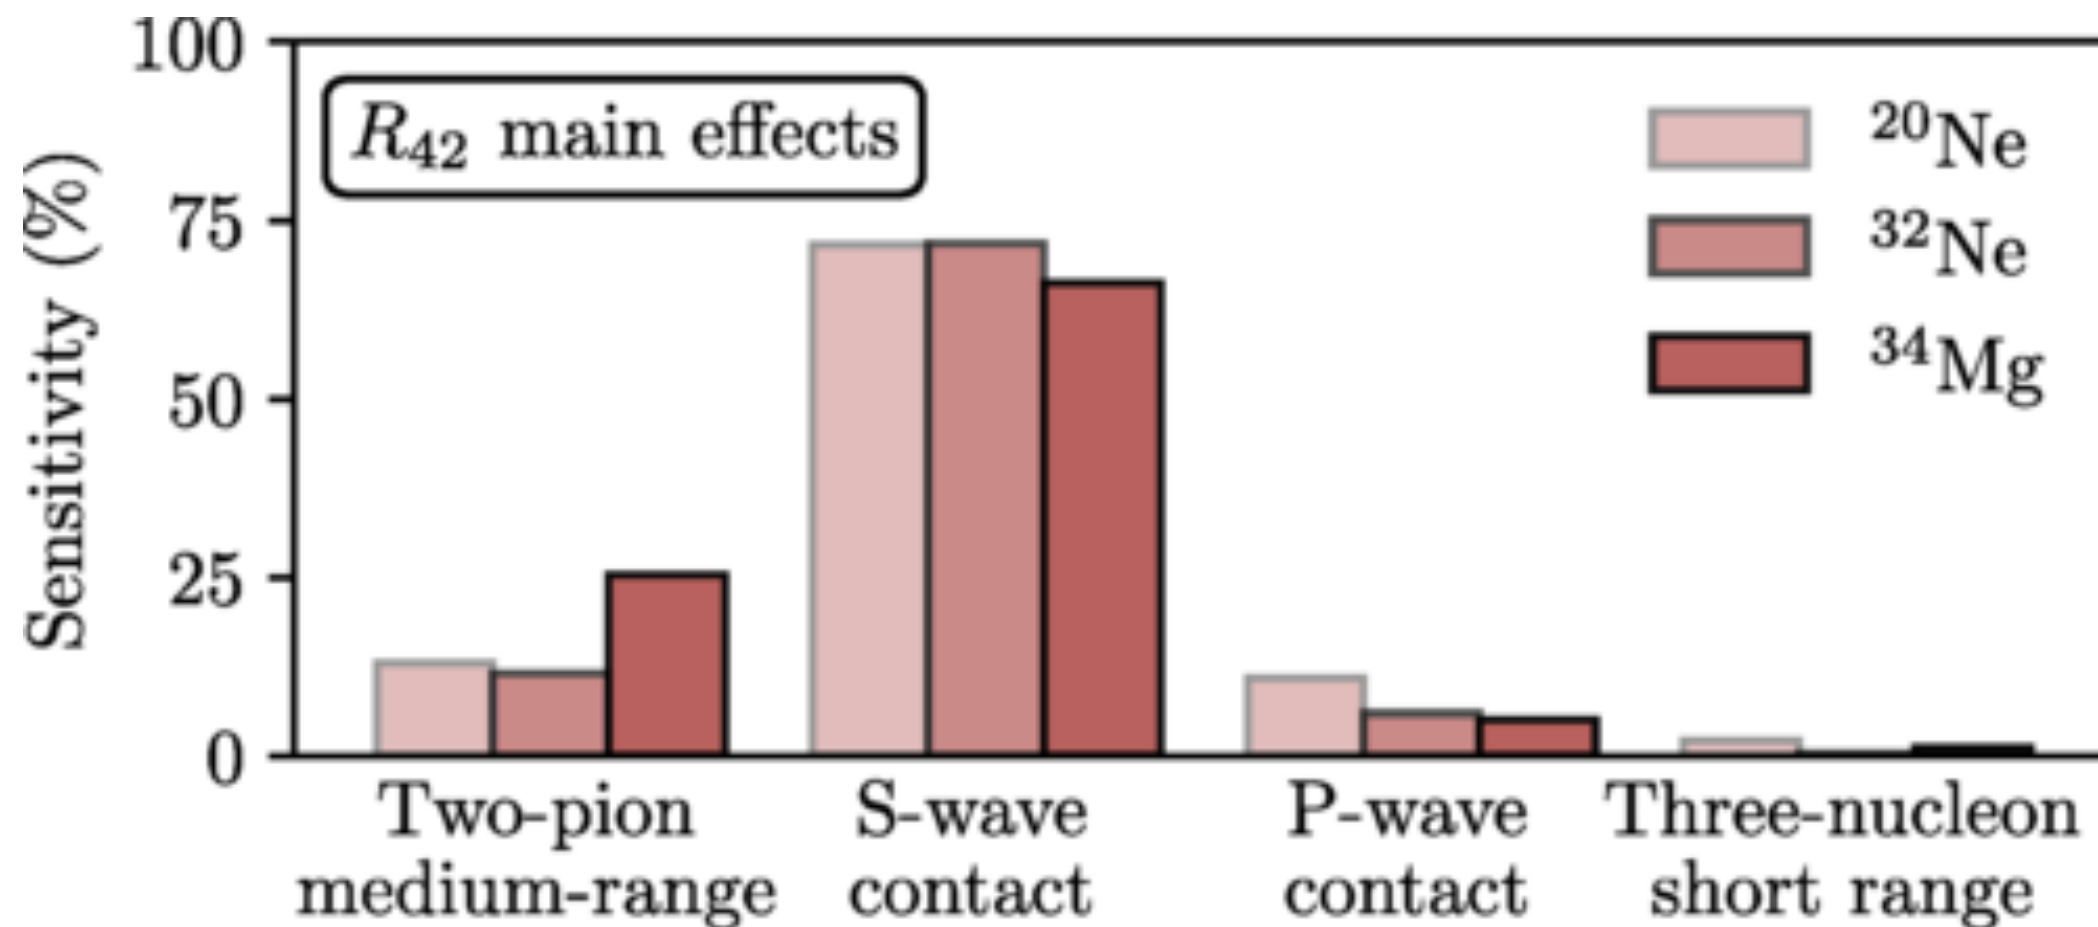 100
75
50
25
0
Sensitivity (%)
R₄₂ main effects
²⁰Ne
³²Ne
³⁴Mg
Two-pion
medium-range
S-wave
contact
P-wave
contact
Three-nucleon
short range